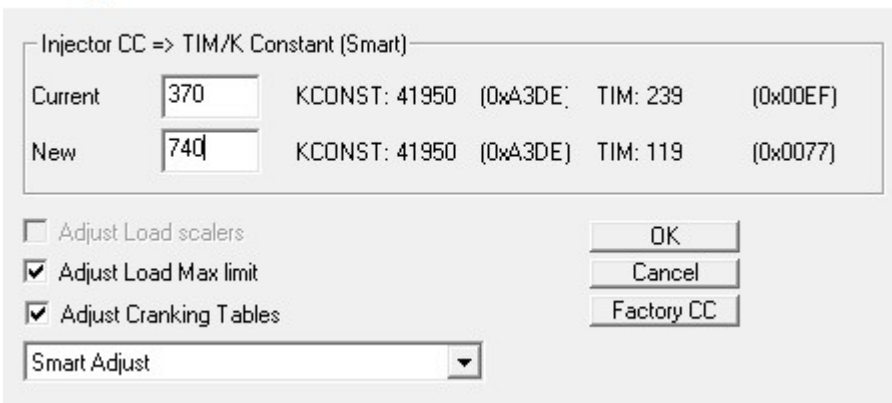 Injector CC => TIM/K Constant (Smart)
Current 370 KCONST: 41950 (0xA3DE) TIM: 239 (0x00EF)
New 740 KCONST: 41950 (0xA3DE) TIM: 119 (0x0077)
Adjust Load scalers OK
Adjust Load Max limit Cancel
Adjust Cranking Tables Factory CC
Smart Adjust